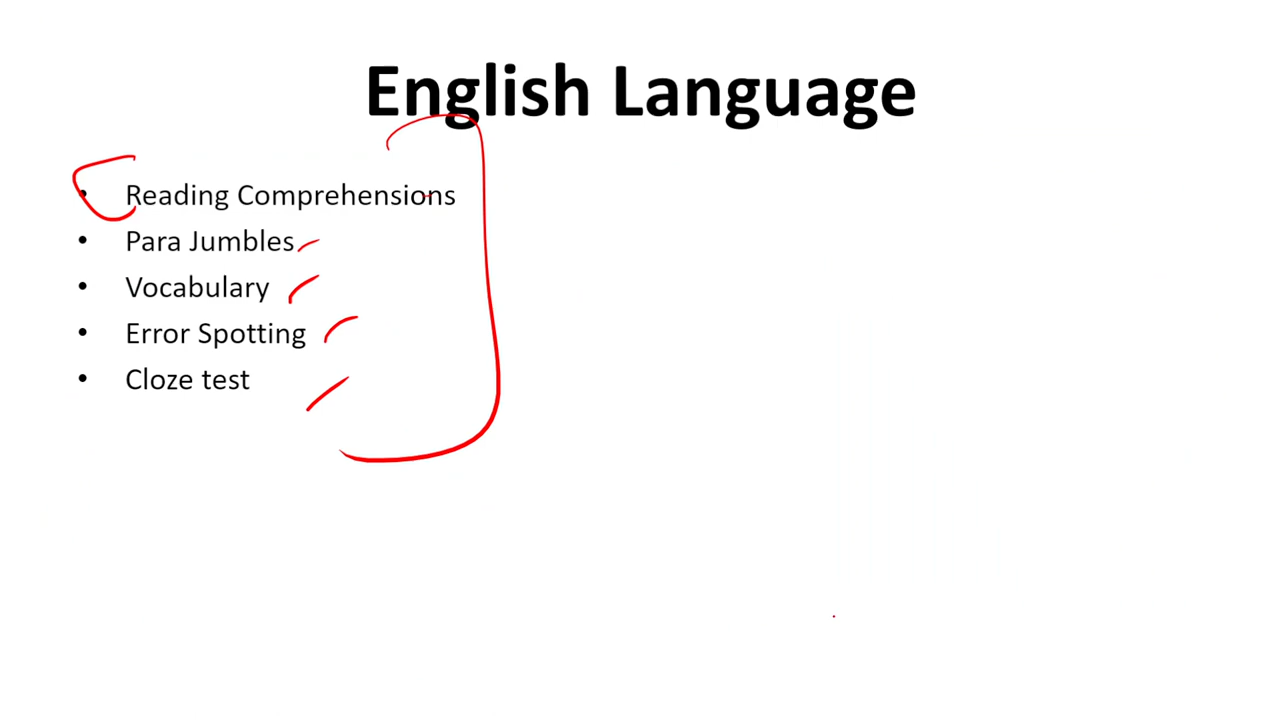 English Language
• Reading Comprehensions
• Para Jumbles
• Vocabulary
• Error Spotting
• Cloze test